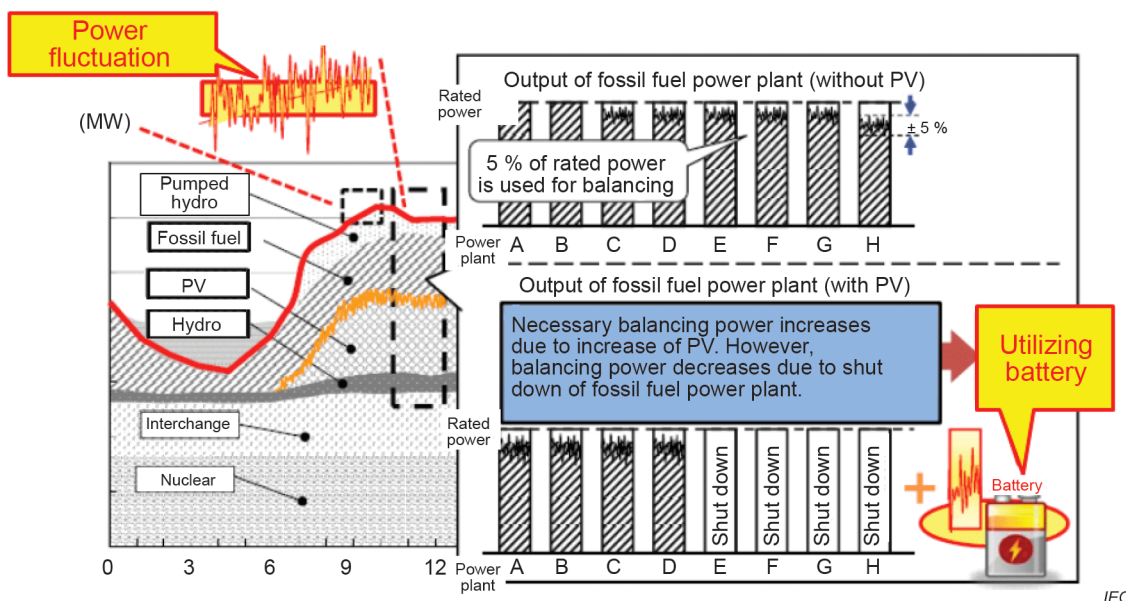 Power
fluctuation
(MW)
Pumped
hydro
Fossil fuel
PV
Hydro
Interchange
Nuclear
0 3 6 9 12
Output of fossil fuel power plant (without PV)
Rated
power
± 5 %
5 % of rated power
is used for balancing
Power
plant
A B C D E F G H
Output of fossil fuel power plant (with PV)
Necessary balancing power increases
due to increase of PV. However,
balancing power decreases due to shut
down of fossil fuel power plant.
Utilizing
battery
Rated
power
Shut down
Shut down
Shut down
Shut down
+
Battery
Power
plant
A B C D E F G H